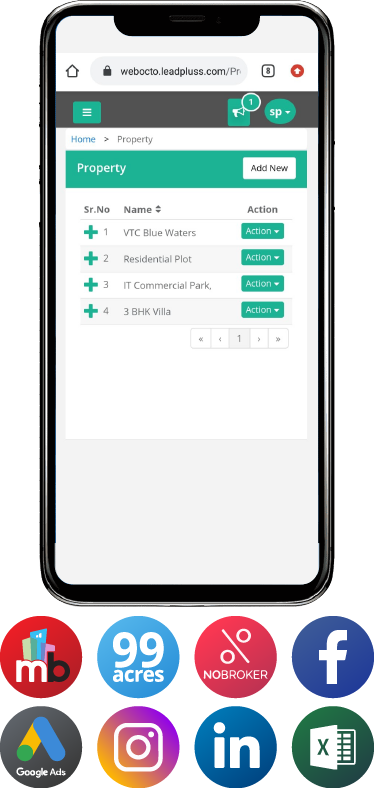 webocto.leadpluss.com/Pr
8
1
sp
Home > Property
Property
Add New
Sr.No Name Action
1 VTC Blue Waters Action
2 Residential Plot Action
3 IT Commercial Park, Action
4 3 BHK Villa Action
« ‹ 1 › »
mb
99 acres
NOBROKER
f
Google Ads
in
X